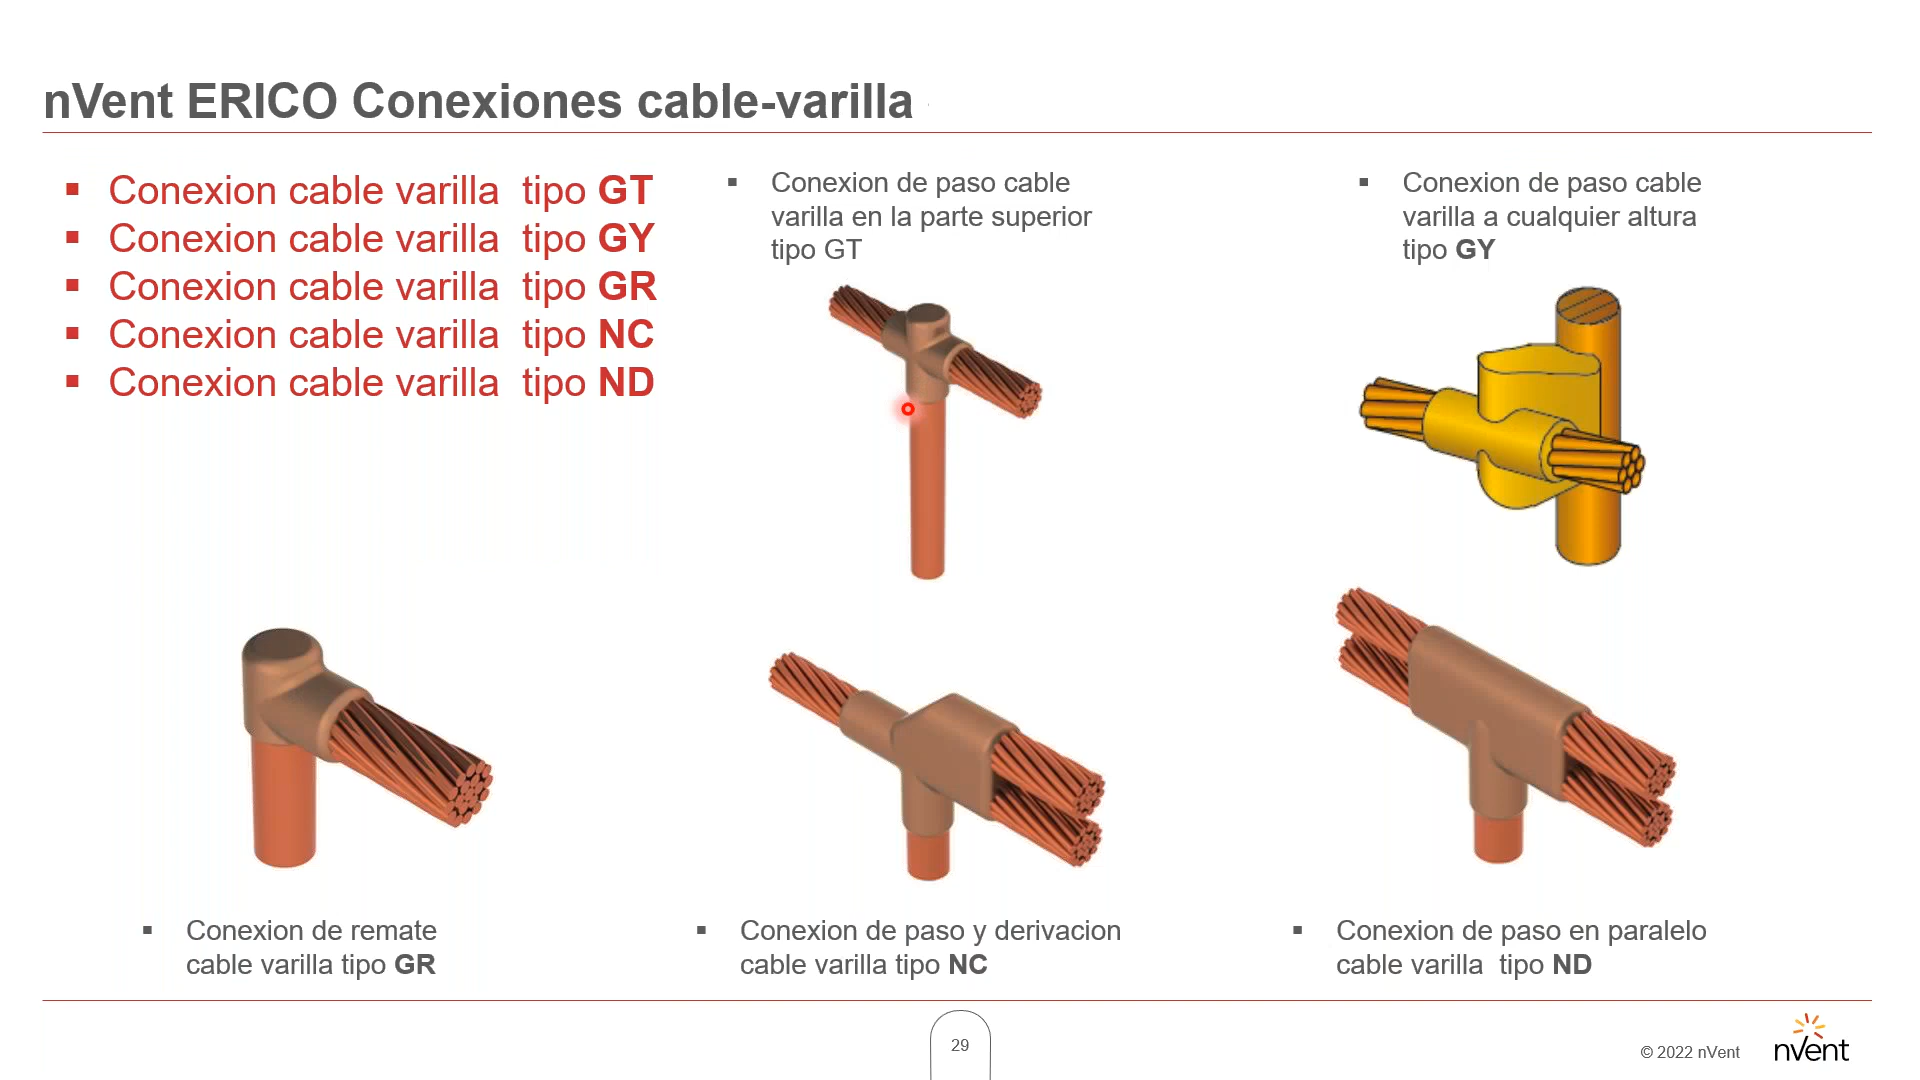 nVent ERICO Conexiones cable-varilla
Conexion cable varilla  tipo GT
Conexion cable varilla  tipo GY
Conexion cable varilla  tipo GR
Conexion cable varilla  tipo NC
Conexion cable varilla  tipo ND
Conexion de paso cable
varilla en la parte superior
tipo GT
Conexion de paso cable
varilla a cualquier altura
tipo GY
Conexion de remate
cable varilla tipo GR
Conexion de paso y derivacion
cable varilla tipo NC
Conexion de paso en paralelo
cable varilla  tipo ND
29
© 2022 nVent
nVent